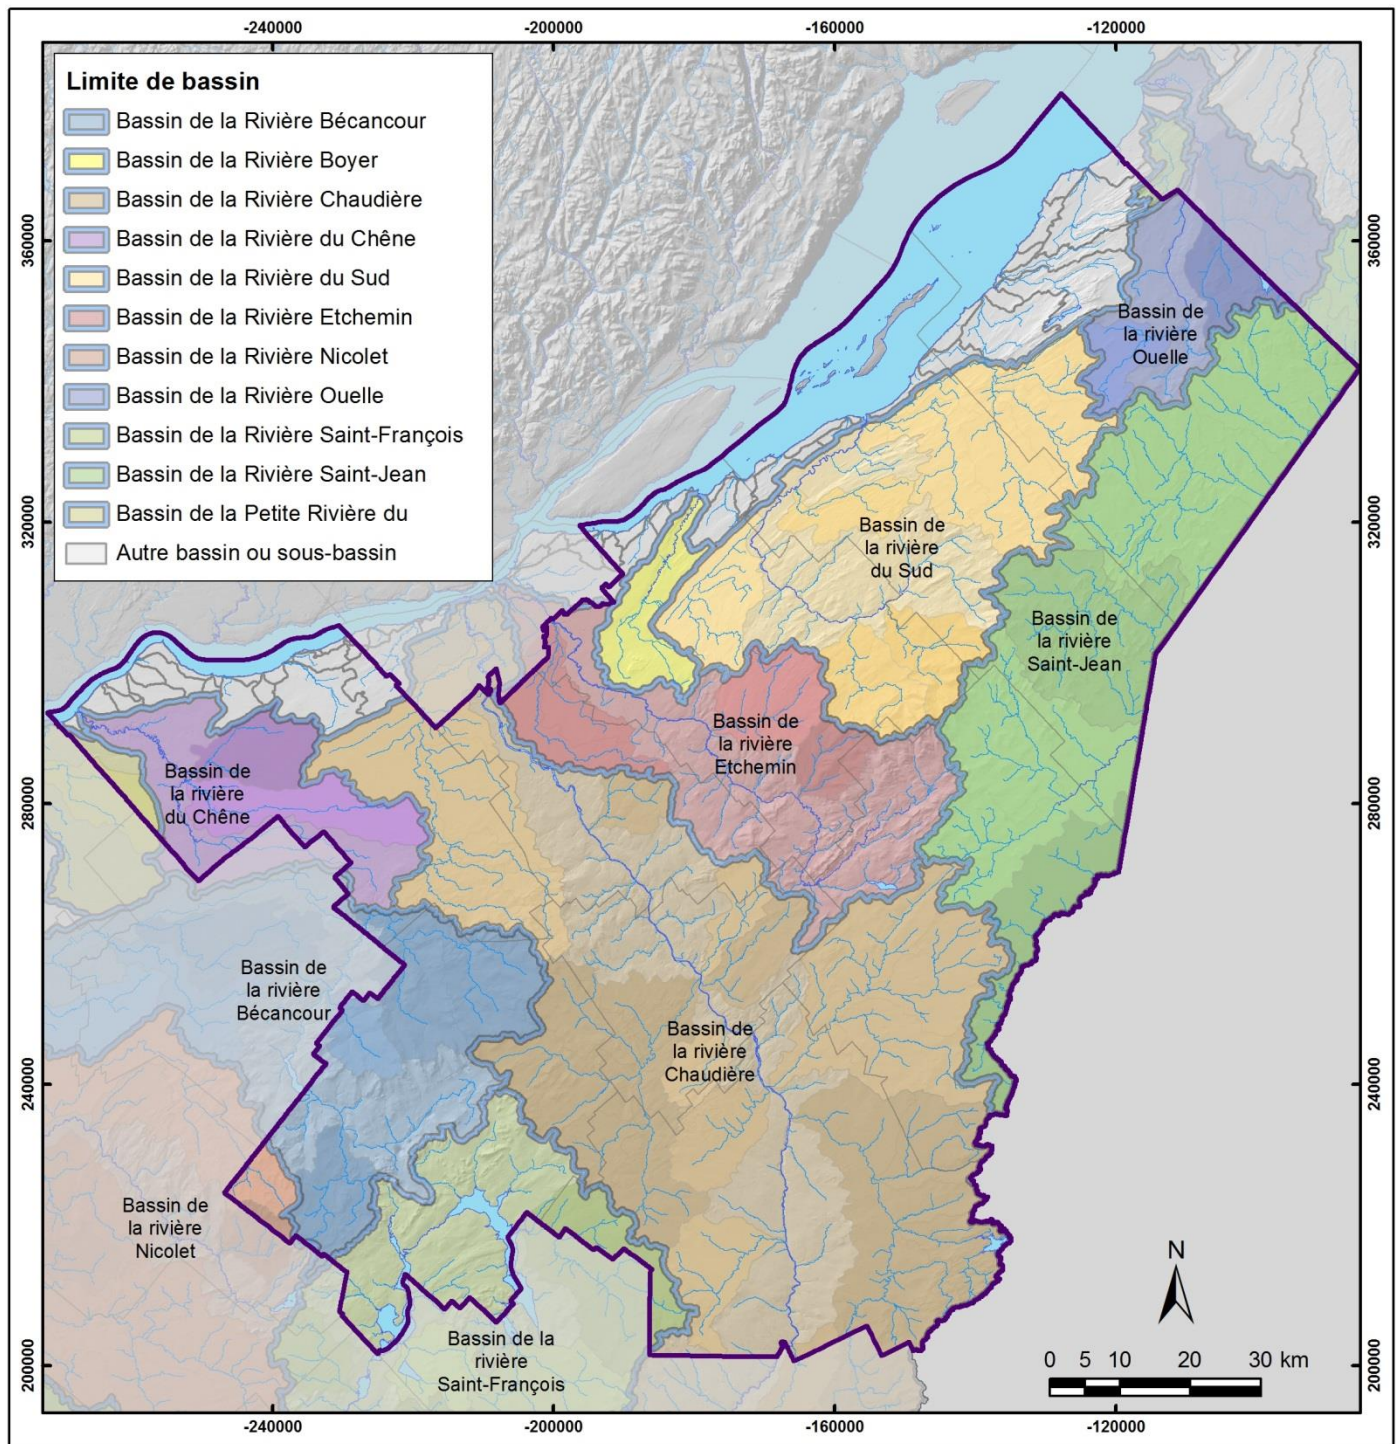 -240000
-200000
-160000
-120000
Limite de bassin
Bassin de la Rivière Bécancour
Bassin de la Rivière Boyer
Bassin de la Rivière Chaudière
Bassin de la Rivière du Chêne
Bassin de la Rivière du Sud
Bassin de la Rivière Etchemin
Bassin de la Rivière Nicolet
Bassin de la Rivière Ouelle
Bassin de la Rivière Saint-François
Bassin de la Rivière Saint-Jean
Bassin de la Petite Rivière du
Autre bassin ou sous-bassin
360000
360000
Bassin de
la rivière
Ouelle
320000
320000
Bassin de
la rivière
du Sud
Bassin de
la rivière
Saint-Jean
Bassin de
la rivière
Etchemin
Bassin de
la rivière
du Chêne
280000
280000
Bassin de
la rivière
Bécancour
Bassin de
la rivière
Chaudière
240000
240000
Bassin de
la rivière
Nicolet
Bassin de la
rivière
Saint-François
N
0 5 10 20 30 km
200000
200000
-240000
-200000
-160000
-120000